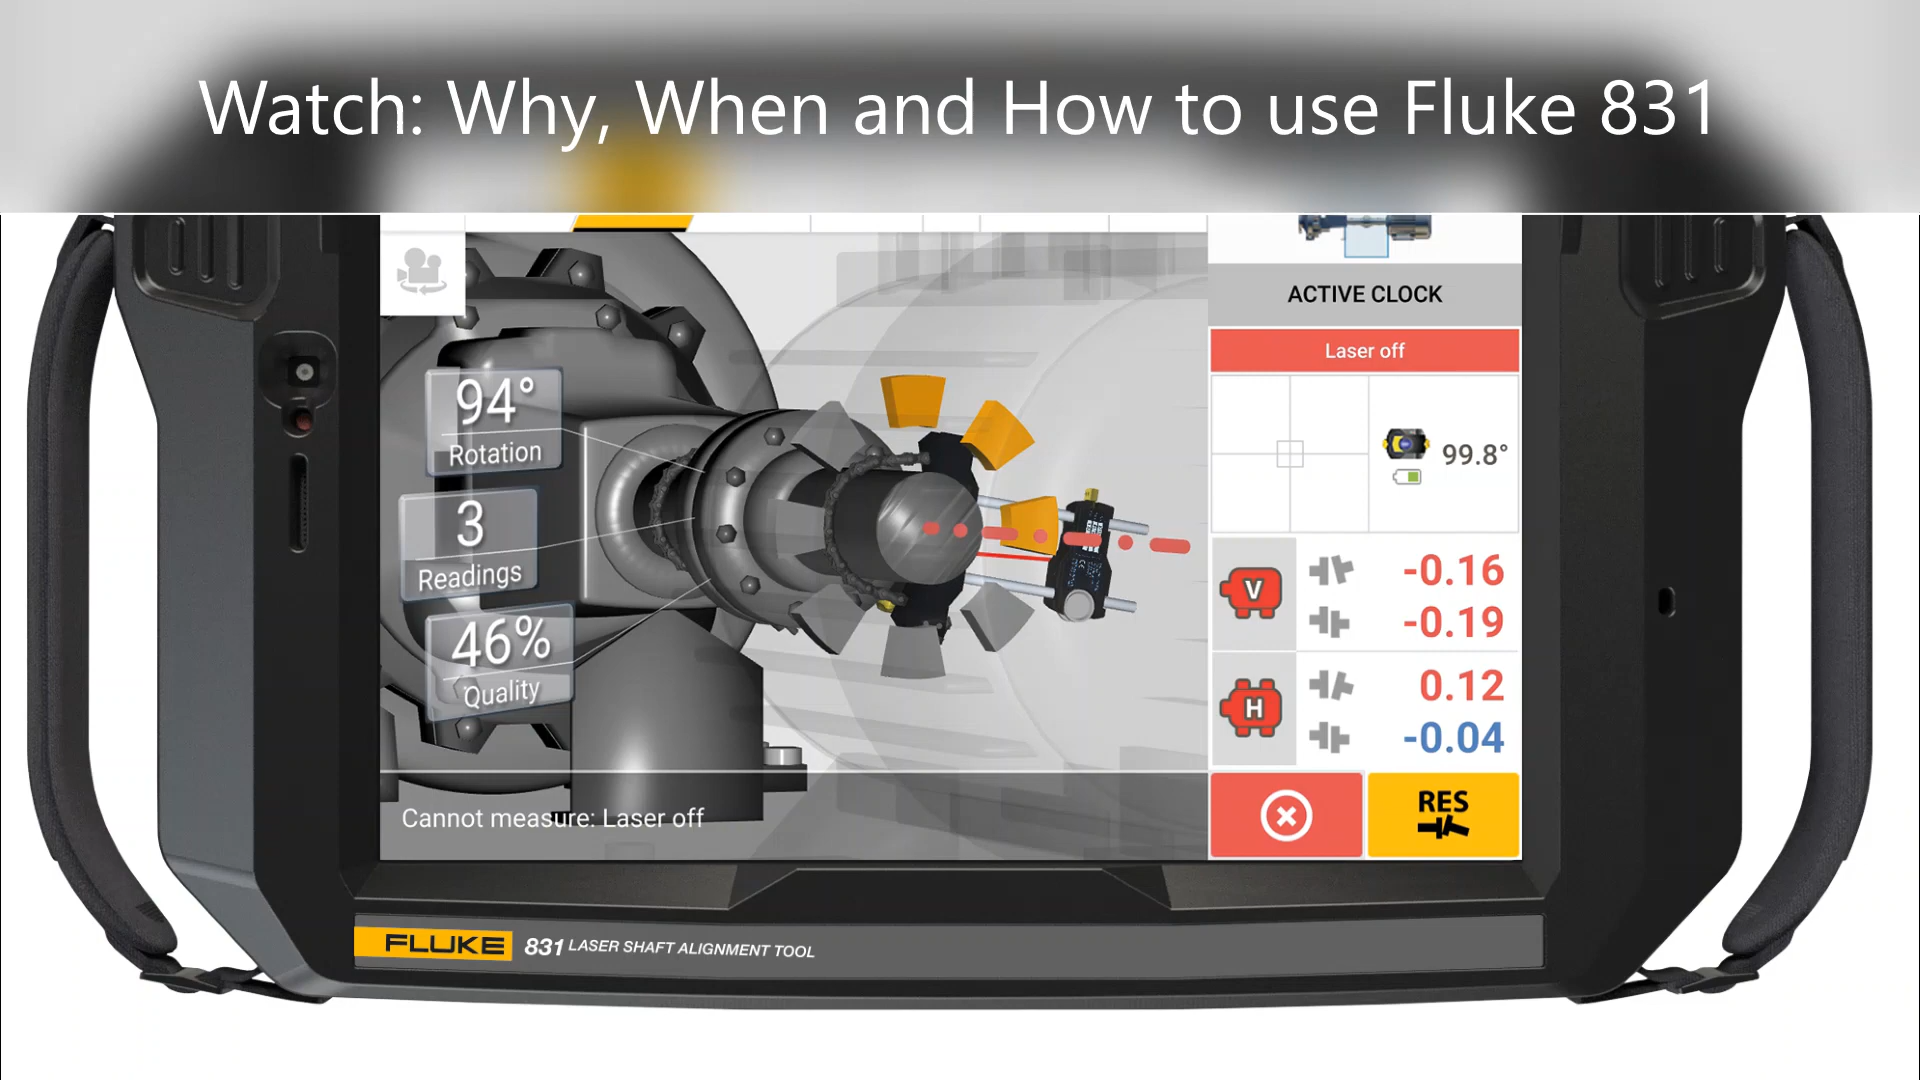 Watch: Why, When and How to use Fluke 831
ACTIVE CLOCK
Laser off
94°
Rotation
99.8°
3
Readings
46%
Quality
V
-0.16
-0.19
H
0.12
-0.04
Cannot measure: Laser off
RES
FLUKE 831 LASER SHAFT ALIGNMENT TOOL